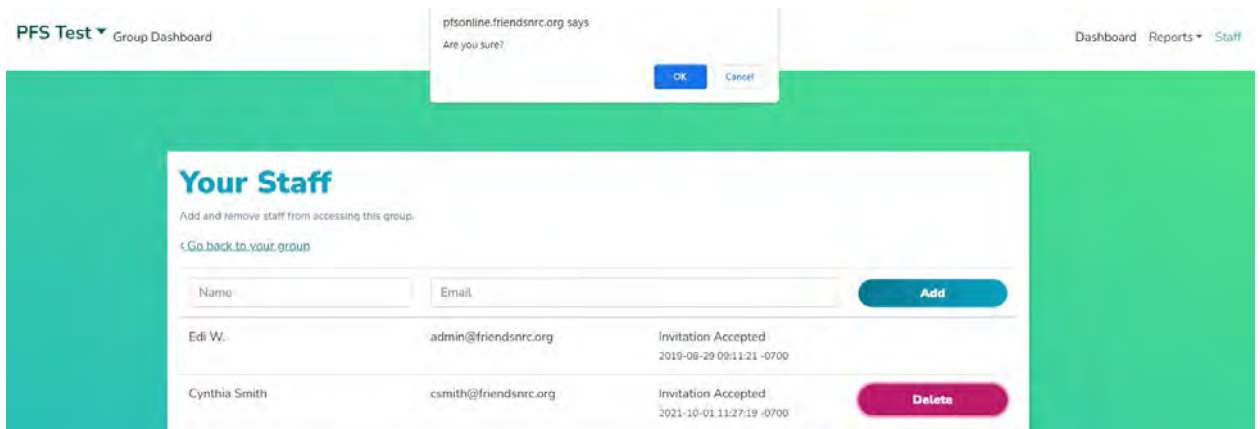 PFS Test Group Dashboard
pfsonline.friendsnrc.org says
Are you sure?
OK Cancel
Dashboard Reports Staff
Your Staff
Add and remove staff from accessing this group.
< Go back to your group
Name Email Add
Edi W. admin@friendsnrc.org Invitation Accepted
2019-08-29 09:11:21 -0700
Cynthia Smith csmith@friendsnrc.org Invitation Accepted Delete
2021-10-01 11:27:19 -0700